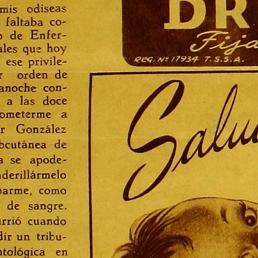 mis odiseas
faltaba co-
o de Enfer-
ales que hoy
ese privile-
r orden de
anoche con-
a las doce
ometerme a
r González
bcutánea de
a se apode-
nderillármelo
barme, como
de sangre.
urrió cuando
dir un tribu-
atológica en
DR
Fija
REG. Nº 17934 T.S.S.A.
Salu